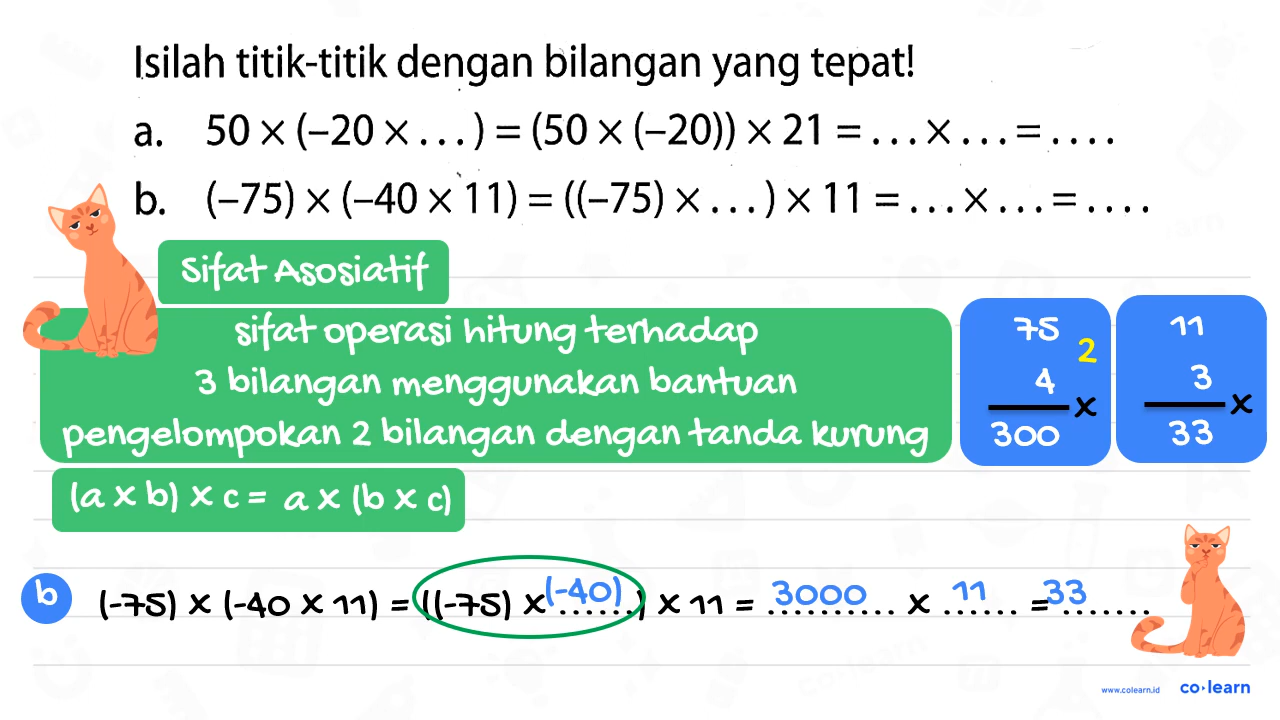 Isilah titik-titik dengan bilangan yang tepat!
a. 50 × (–20 × . . . ) = (50 × (–20)) × 21 = . . . × . . . = . . . .
b. (–75) × (–40 × 11) = ((–75) × . . . ) × 11 = . . . × . . . = . . . .
Sifat Asosiatif
sifat operasi hitung terhadap
3 bilangan menggunakan bantuan
pengelompokan 2 bilangan dengan tanda kurung
(a x b) x c = a x (b x c)
75
2
4
x
300
11
3
x
33
b (-75) x (-40 x 11) = ((-75) x (-40)) x 11 = 3000 x 11 = 33
www.colearn.id
co learn